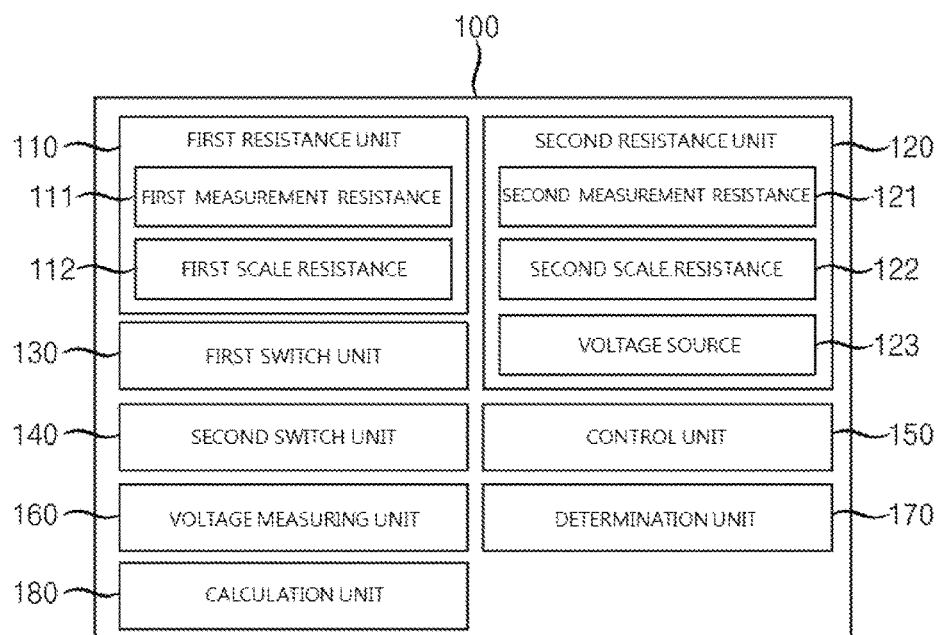 100
110
FIRST RESISTANCE UNIT
111
FIRST MEASUREMENT RESISTANCE
112
FIRST SCALE RESISTANCE
SECOND RESISTANCE UNIT
120
SECOND MEASUREMENT RESISTANCE
121
SECOND SCALE RESISTANCE
122
VOLTAGE SOURCE
123
130
FIRST SWITCH UNIT
140
SECOND SWITCH UNIT
CONTROL UNIT
150
160
VOLTAGE MEASURING UNIT
DETERMINATION UNIT
170
180
CALCULATION UNIT